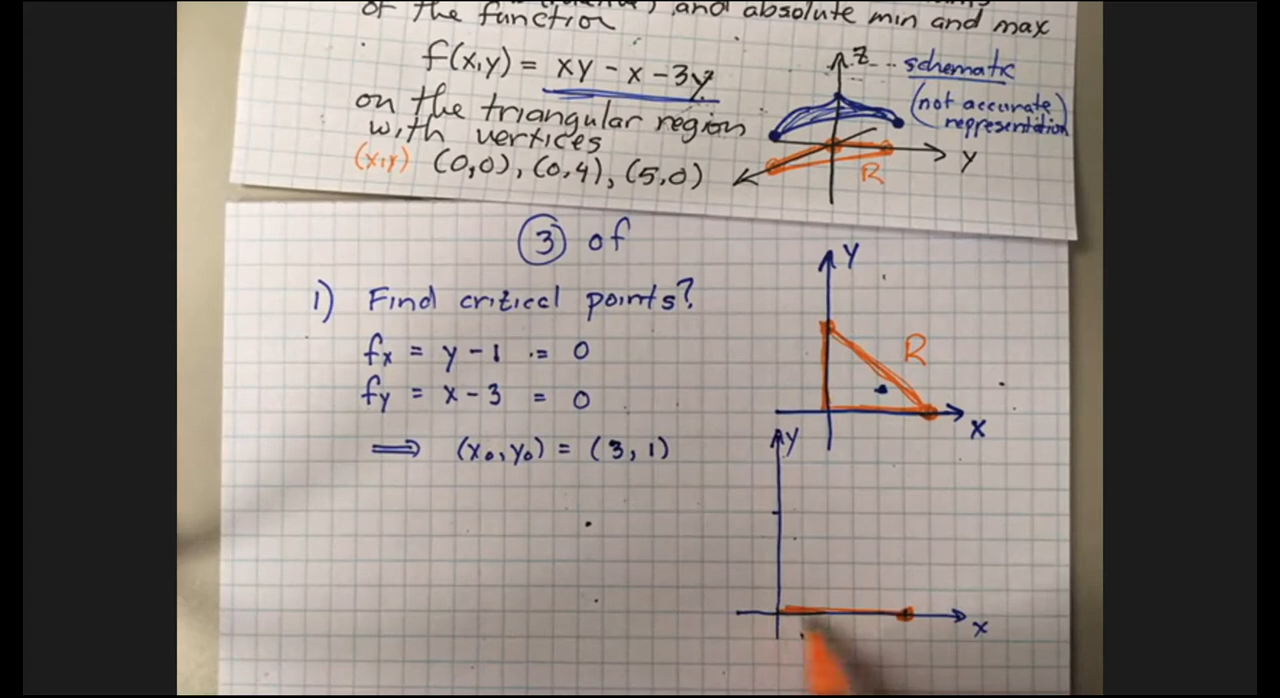 and absolute min and max
of the function
f(x,y) = xy - x - 3y
on the triangular region
with vertices
(x,y) (0,0), (0,4), (5,0)
z
schematic
(not accurate
representation)
y
R
③ of
1) Find critical points?
fx = y - 1 = 0
fy = x - 3 = 0
⟹ (x₀, y₀) = (3, 1)
y
R
x
y
x